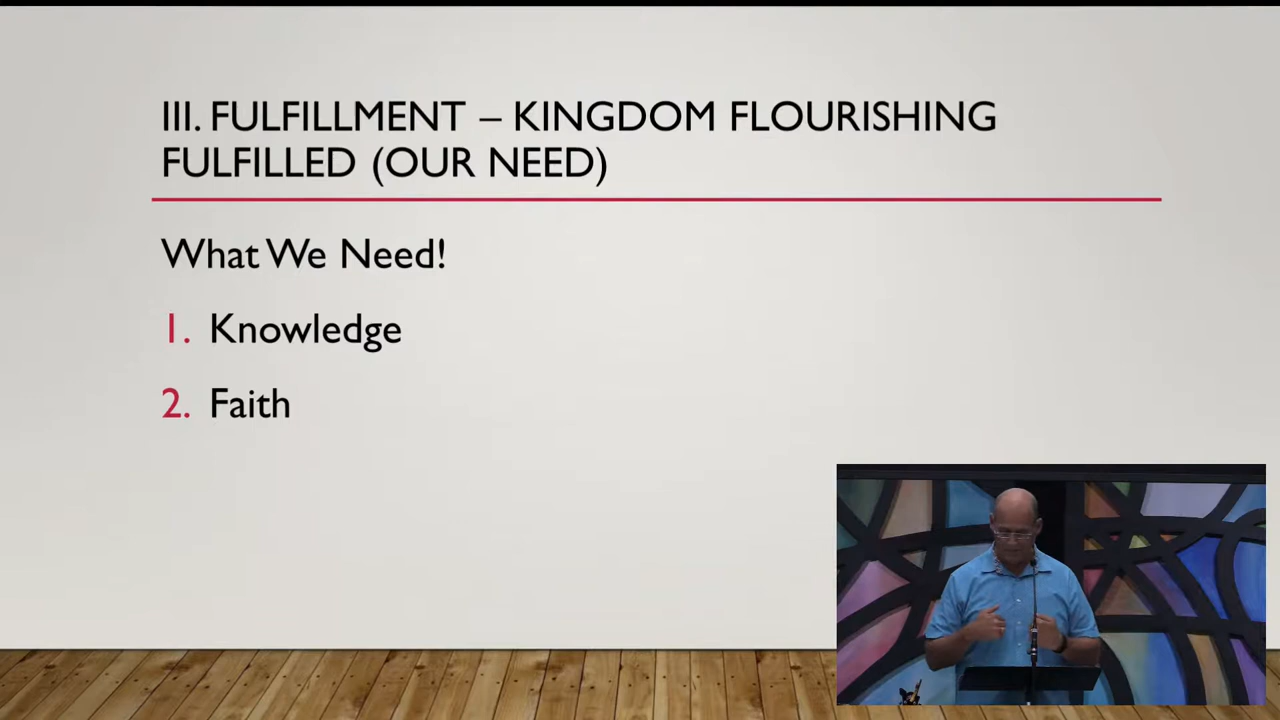 III. FULFILLMENT – KINGDOM FLOURISHING
FULFILLED (OUR NEED)
What We Need!
1. Knowledge
2. Faith